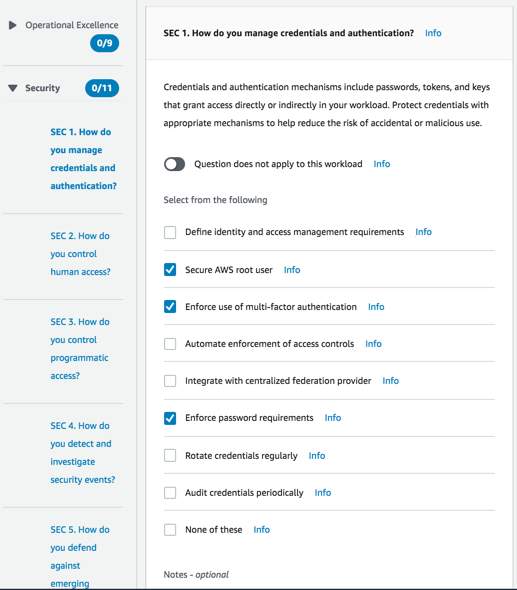 Operational Excellence
0/9
Security 0/11
SEC 1. How do
you manage
credentials and
authentication?
SEC 2. How do
you control
human access?
SEC 3. How do
you control
programmatic
access?
SEC 4. How do
you detect and
investigate
security events?
SEC 5. How do
you defend
against
emerging
SEC 1. How do you manage credentials and authentication? Info
Credentials and authentication mechanisms include passwords, tokens, and keys
that grant access directly or indirectly in your workload. Protect credentials with
appropriate mechanisms to help reduce the risk of accidental or malicious use.
Question does not apply to this workload Info
Select from the following
Define identity and access management requirements Info
Secure AWS root user Info
Enforce use of multi-factor authentication Info
Automate enforcement of access controls Info
Integrate with centralized federation provider Info
Enforce password requirements Info
Rotate credentials regularly Info
Audit credentials periodically Info
None of these Info
Notes - optional